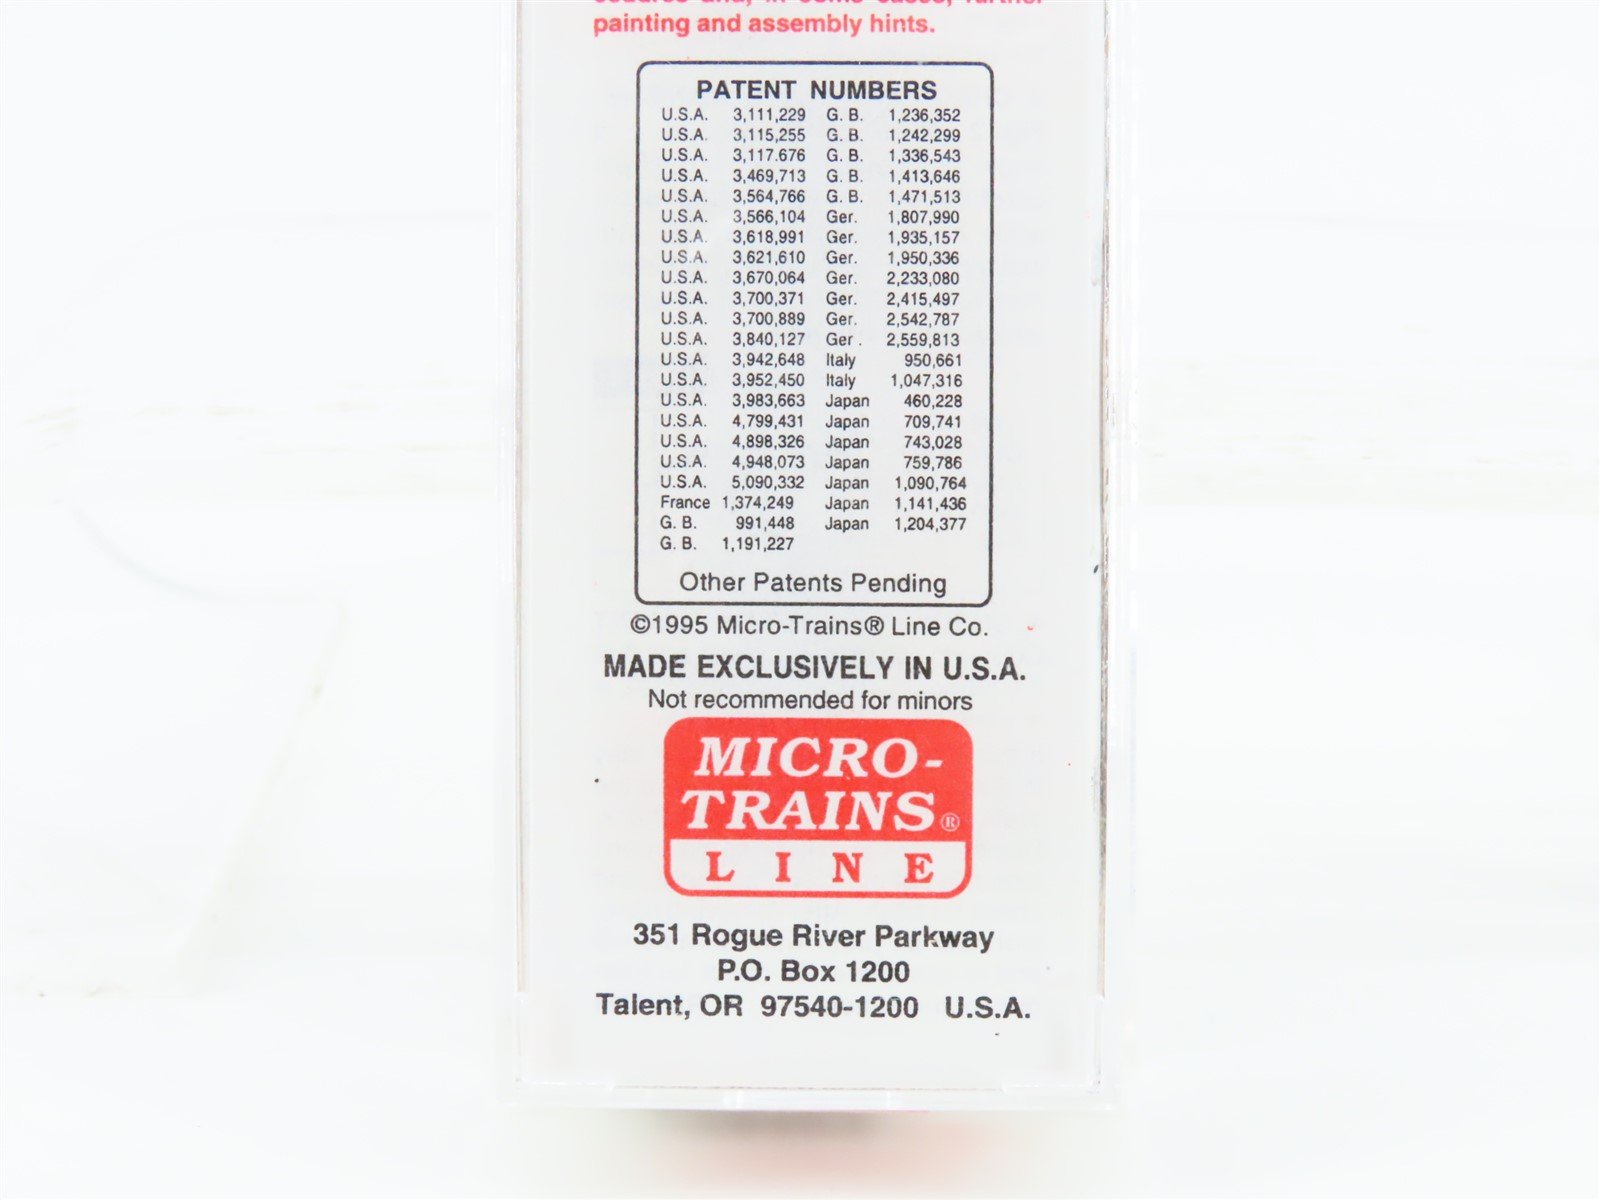 painting and assembly hints.
PATENT NUMBERS
U.S.A. 3,111,229 G. B. 1,236,352
U.S.A. 3,115,255 G. B. 1,242,299
U.S.A. 3,117.676 G. B. 1,336,543
U.S.A. 3,469,713 G. B. 1,413,646
U.S.A. 3,564,766 G. B. 1,471,513
U.S.A. 3,566,104 Ger. 1,807,990
U.S.A. 3,618,991 Ger. 1,935,157
U.S.A. 3,621,610 Ger. 1,950,336
U.S.A. 3,670,064 Ger. 2,233,080
U.S.A. 3,700,371 Ger. 2,415,497
U.S.A. 3,700,889 Ger. 2,542,787
U.S.A. 3,840,127 Ger . 2,559,813
U.S.A. 3,942,648 Italy 950,661
U.S.A. 3,952,450 Italy 1,047,316
U.S.A. 3,983,663 Japan 460,228
U.S.A. 4,799,431 Japan 709,741
U.S.A. 4,898,326 Japan 743,028
U.S.A. 4,948,073 Japan 759,786
U.S.A. 5,090,332 Japan 1,090,764
France 1,374,249 Japan 1,141,436
G. B. 991,448 Japan 1,204,377
G. B. 1,191,227
Other Patents Pending
©1995 Micro-Trains® Line Co.
MADE EXCLUSIVELY IN U.S.A.
Not recommended for minors
MICRO-
TRAINS®
LINE
351 Rogue River Parkway
P.O. Box 1200
Talent, OR 97540-1200 U.S.A.